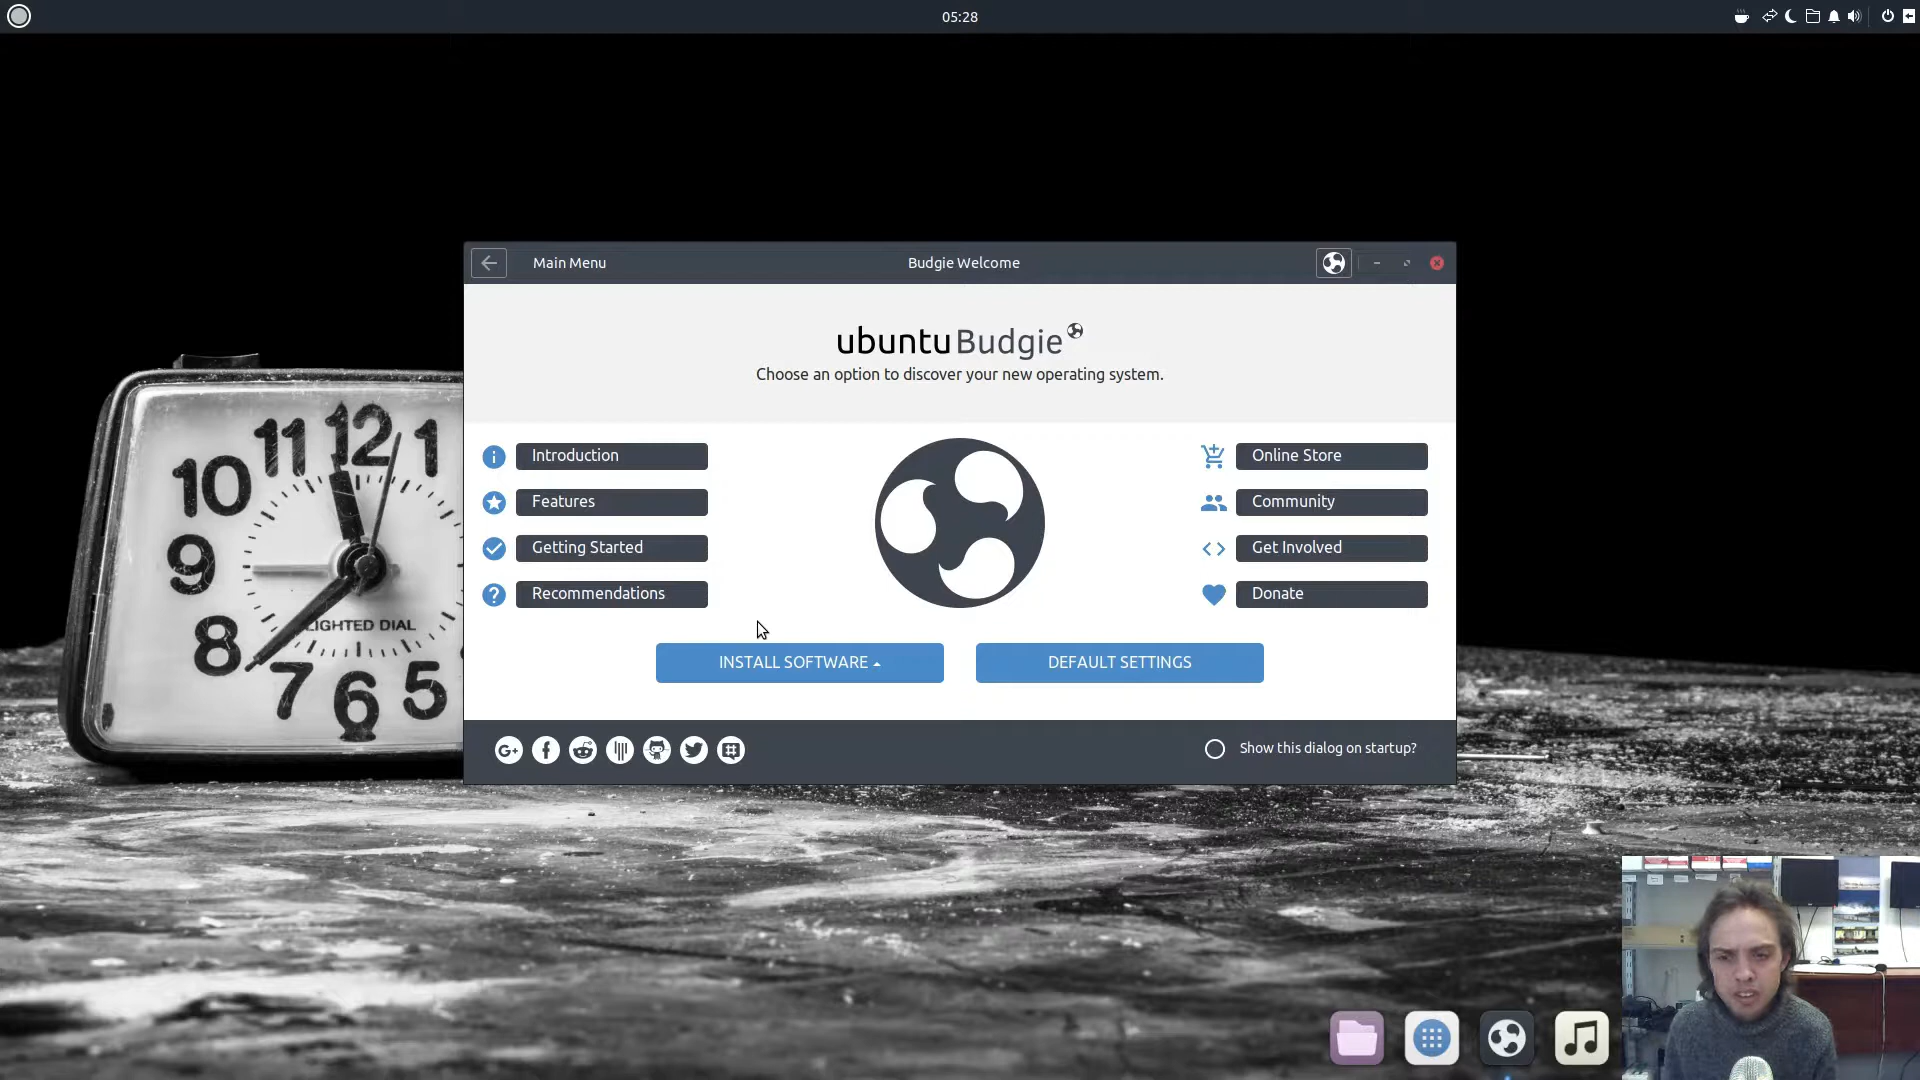 05:28
Main Menu
Budgie Welcome
ubuntu Budgie
Choose an option to discover your new operating system.
Introduction
Features
Getting Started
Recommendations
Online Store
Community
Get Involved
Donate
INSTALL SOFTWARE
DEFAULT SETTINGS
Show this dialog on startup?
11 12 1
10
9
8
7 6 5
LIGHTED DIAL